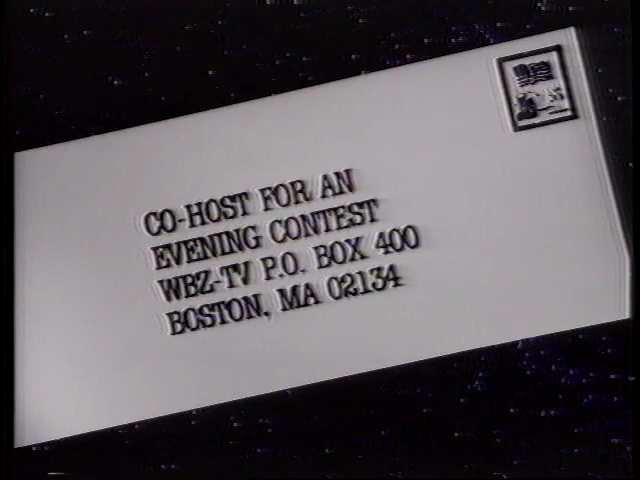 CO-HOST FOR AN
EVENING CONTEST
WBZ-TV P.O. BOX 400
BOSTON, MA 02134